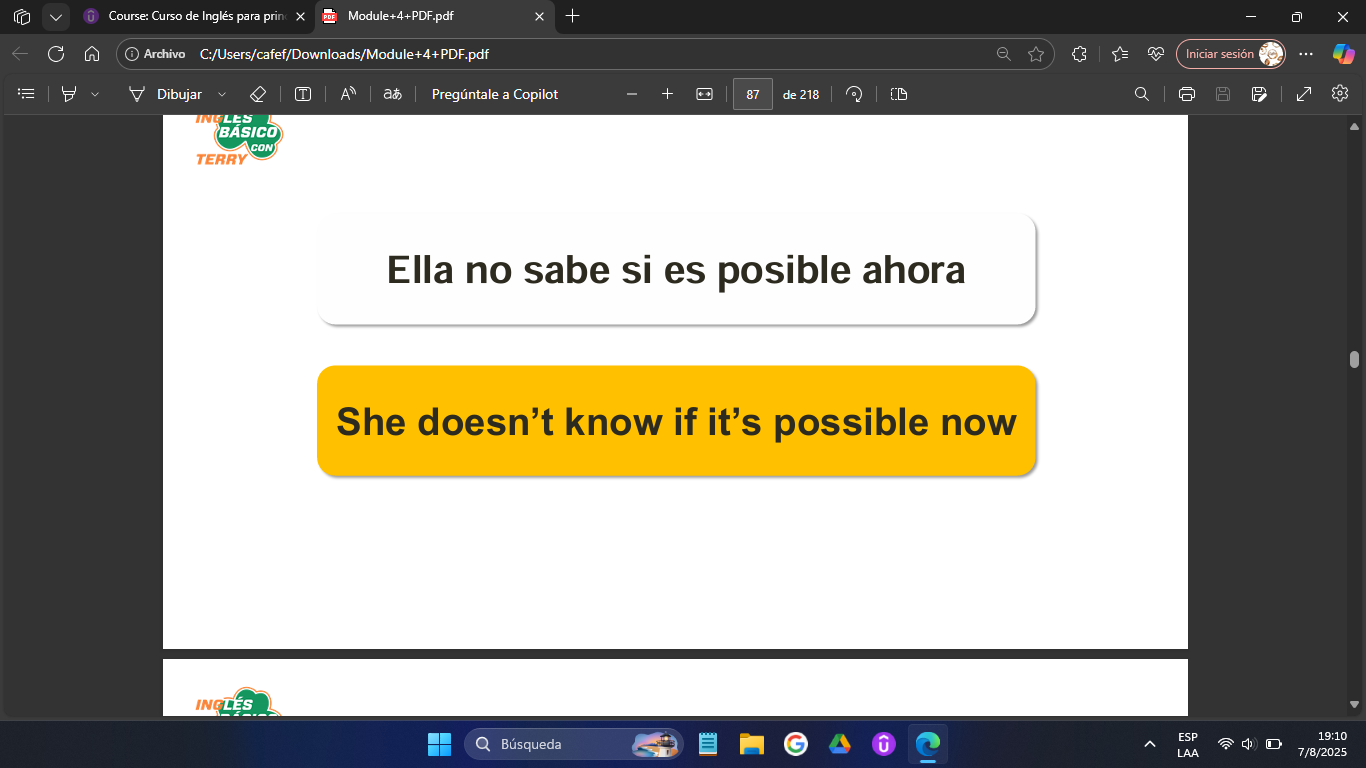 Course: Curso de Inglés para prin
Module+4+PDF.pdf
Archivo C:/Users/cafef/Downloads/Module+4+PDF.pdf
Iniciar sesión
Dibujar
aあ
Pregúntale a Copilot
87 de 218
INGLÉS
BÁSICO
CON
TERRY
Ella no sabe si es posible ahora
She doesn’t know if it’s possible now
INGLÉS
Búsqueda
ESP
LAA
19:10
7/8/2025